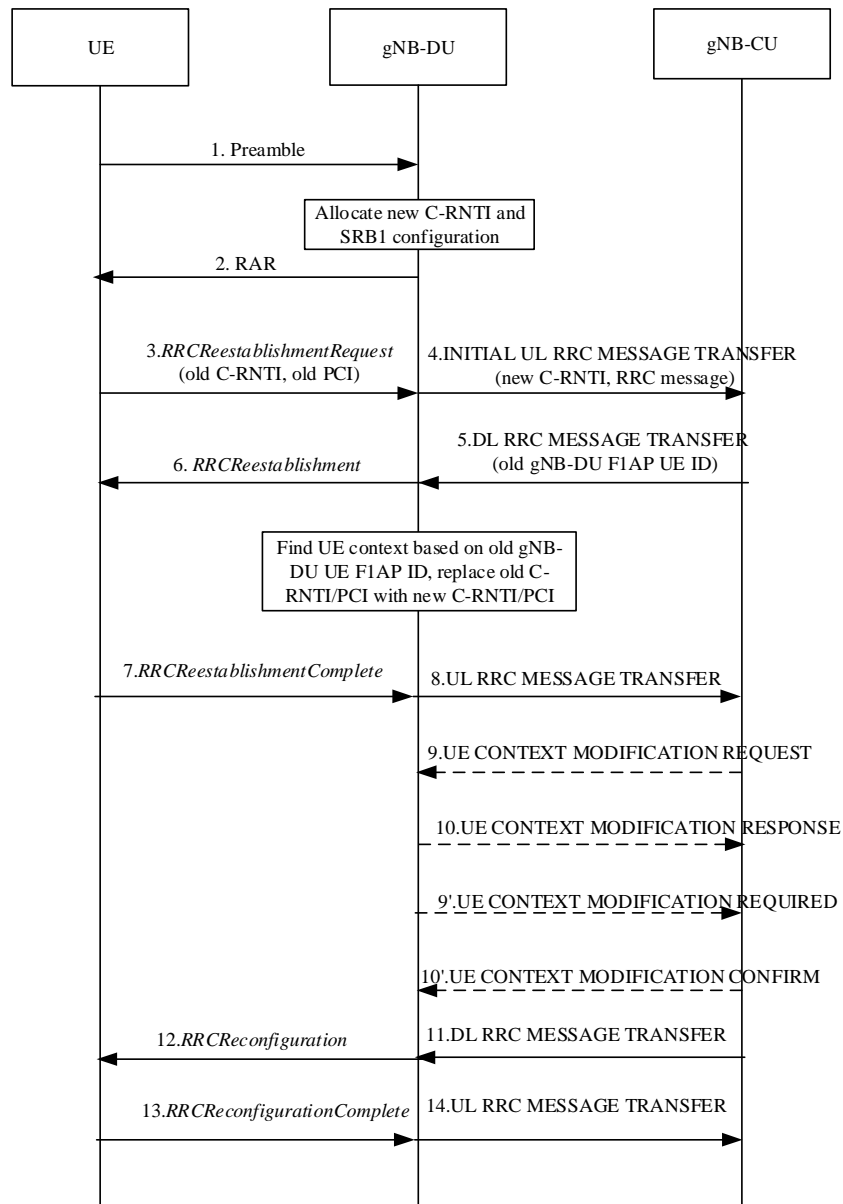 UE
gNB-DU
gNB-CU
1. Preamble
Allocate new C-RNTI and
SRB1 configuration
2. RAR
3.RRCReestablishmentRequest
(old C-RNTI, old PCI)
4.INITIAL UL RRC MESSAGE TRANSFER
(new C-RNTI, RRC message)
5.DL RRC MESSAGE TRANSFER
(old gNB-DU F1AP UE ID)
6. RRCReestablishment
Find UE context based on old gNB-
DU UE F1AP ID, replace old C-
RNTI/PCI with new C-RNTI/PCI
7.RRCReestablishmentComplete
8.UL RRC MESSAGE TRANSFER
9.UE CONTEXT MODIFICATION REQUEST
10.UE CONTEXT MODIFICATION RESPONSE
9'.UE CONTEXT MODIFICATION REQUIRED
10'.UE CONTEXT MODIFICATION CONFIRM
11.DL RRC MESSAGE TRANSFER
12.RRCReconfiguration
13.RRCReconfigurationComplete
14.UL RRC MESSAGE TRANSFER